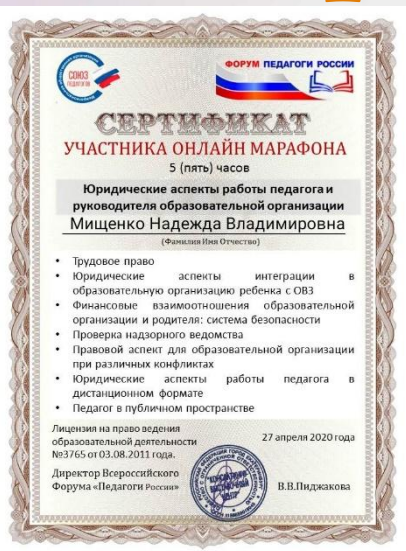 СОЮЗ
ПЕДАГОГОВ
ФОРУМ ПЕДАГОГИ РОССИИ
СЕРТИФИКАТ
УЧАСТНИКА ОНЛАЙН МАРАФОНА
5 (пять) часов
Юридические аспекты работы педагога и
руководителя образовательной организации
Мищенко Надежда Владимировна
(Фамилия Имя Отчество)
• Трудовое право
• Юридические аспекты интеграции в
образовательную организацию ребенка с ОВЗ
• Финансовые взаимоотношения образовательной
организации и родителя: система безопасности
• Проверка надзорного ведомства
• Правовой аспект для образовательной организации
при различных конфликтах
• Юридические аспекты работы педагога в
дистанционном формате
• Педагог в публичном пространстве
Лицензия на право ведения
образовательной деятельности
№3765 от 03.08.2011 года.
27 апреля 2020 года
Директор Всероссийского
Форума «Педагоги России»
В.В.Пиджакова